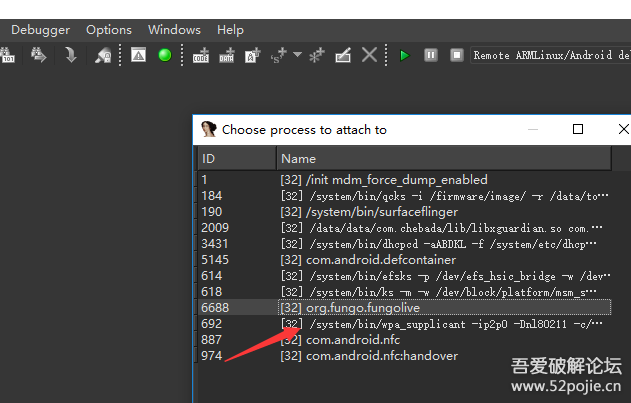 Debugger Options Windows Help
Remote ARMLinux/Android de
Choose process to attach to
ID Name
1 [32] /init mdm_force_dump_enabled
184 [32] /system/bin/qcks -i /firmware/image/ -r /data/to…
190 [32] /system/bin/surfaceflinger
2009 [32] /data/data/com.chebada/lib/libxguardian.so com.…
3431 [32] /system/bin/dhcpcd -aABDKL -f /system/etc/dhcp…
5145 [32] com.android.defcontainer
614 [32] /system/bin/efsks -p /dev/efs_hsic_bridge -w /dev…
618 [32] /system/bin/ks -m -w /dev/block/platform/msm_s…
6688 [32] org.fungo.fungolive
692 [32] /system/bin/wpa_supplicant -ip2p0 -Dnl80211 -c/…
887 [32] com.android.nfc
974 [32] com.android.nfc:handover
吾爱破解论坛
www.52pojie.cn